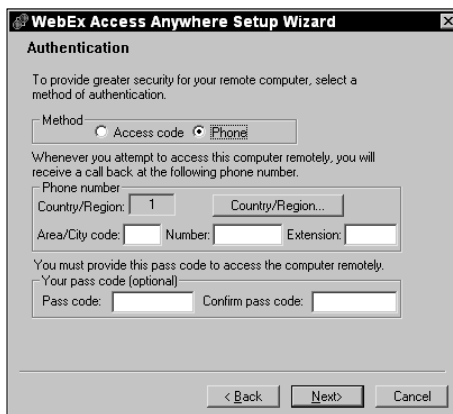 WebEx Access Anywhere Setup Wizard
Authentication
To provide greater security for your remote computer, select a
method of authentication.
Method
Access code Phone
Whenever you attempt to access this computer remotely, you will
receive a call back at the following phone number.
Phone number
Country/Region: 1 Country/Region...
Area/City code: Number: Extension:
You must provide this pass code to access the computer remotely.
Your pass code (optional)
Pass code: Confirm pass code:
< Back Next> Cancel